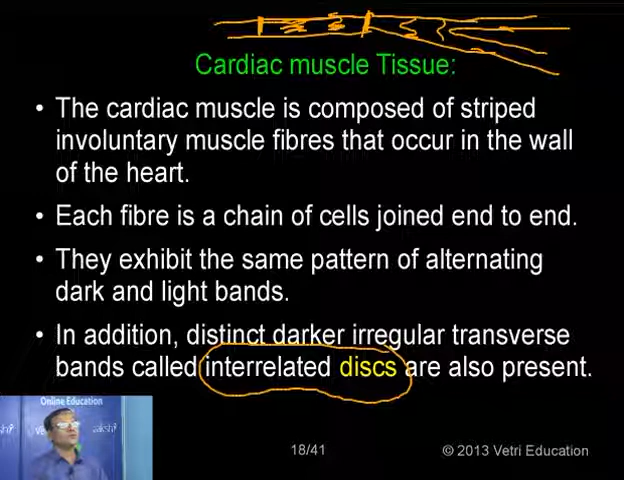 Cardiac muscle Tissue:
• The cardiac muscle is composed of striped
involuntary muscle fibres that occur in the wall
of the heart.
• Each fibre is a chain of cells joined end to end.
• They exhibit the same pattern of alternating
dark and light bands.
• In addition, distinct darker irregular transverse
bands called interrelated discs are also present.
Online Education
18/41
© 2013 Vetri Education